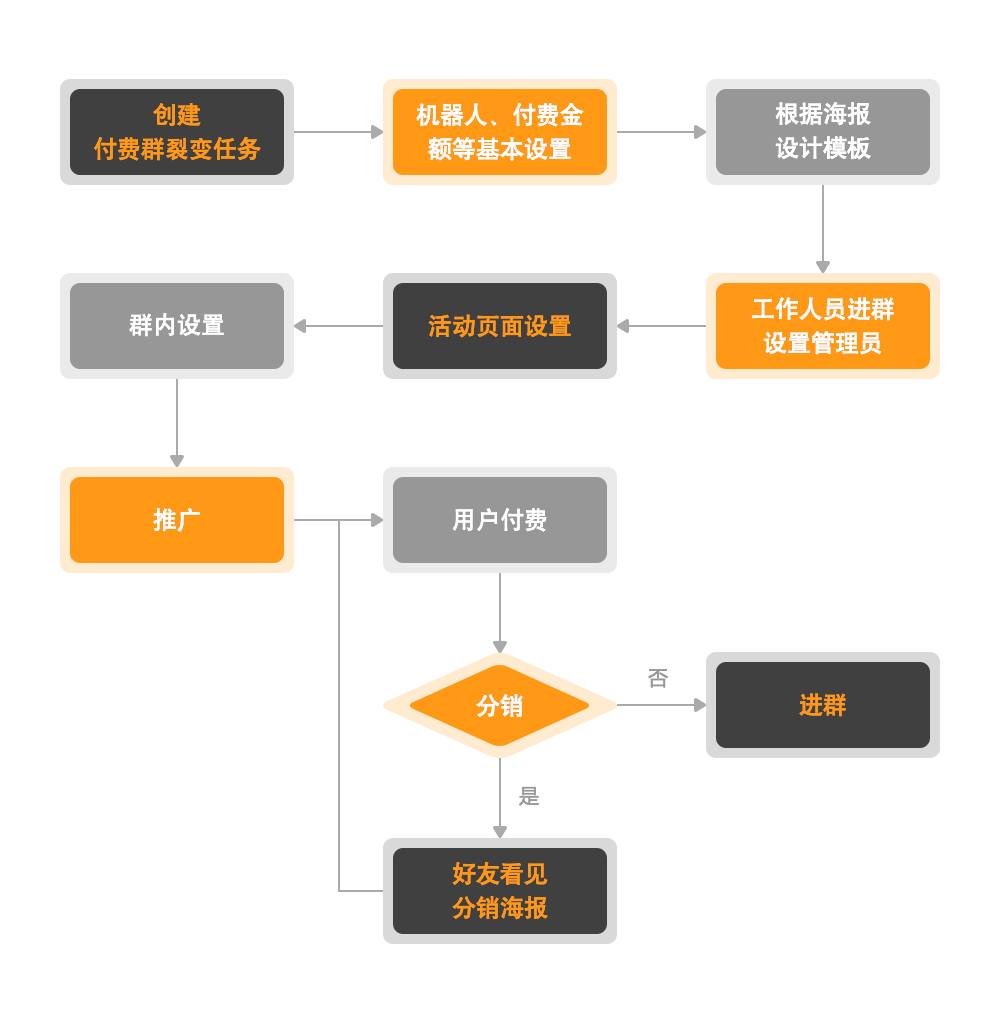 创建
付费群裂变任务
机器人、付费金
额等基本设置
根据海报
设计模板
群内设置
活动页面设置
工作人员进群
设置管理员
推广
用户付费
分销
否
进群
是
好友看见
分销海报